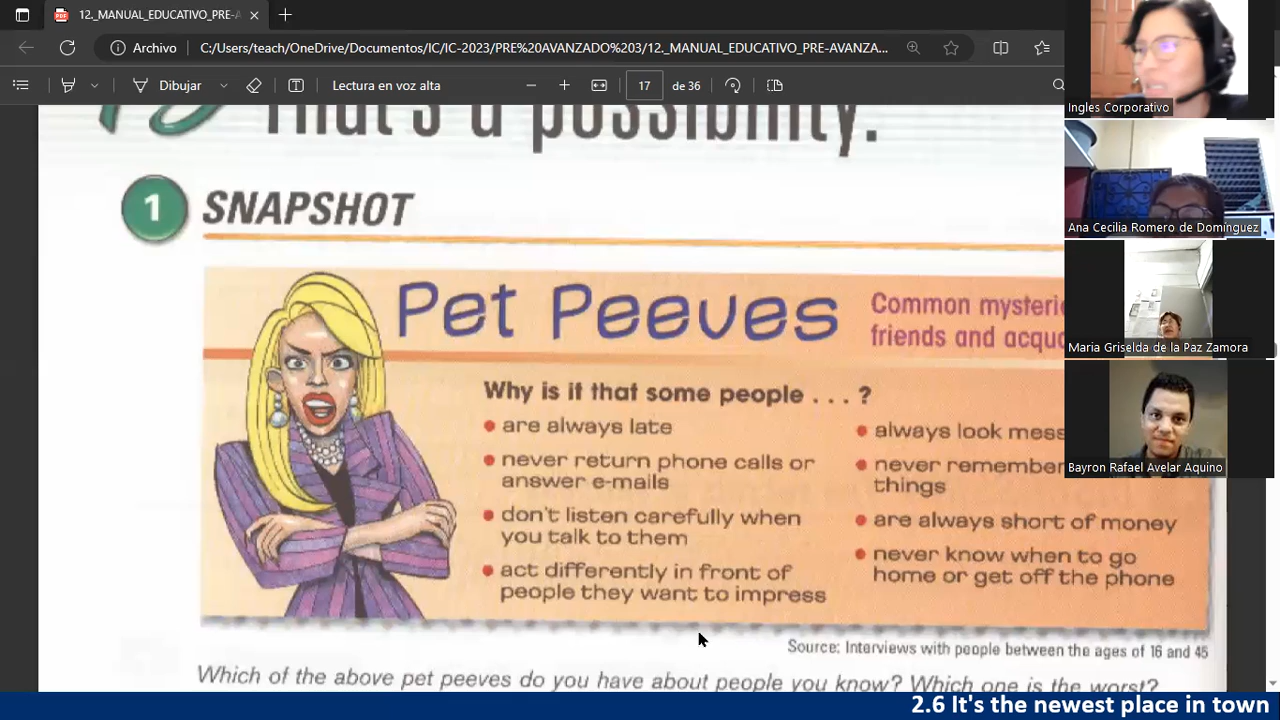 12._MANUAL_EDUCATIVO_PRE-A
Archivo
C:/Users/teach/OneDrive/Documentos/IC/IC-2023/PRE%20AVANZADO%203/12._MANUAL_EDUCATIVO_PRE-AVANZA...
Dibujar
Lectura en voz alta
17
de 36
That's a possibility.
1 SNAPSHOT
Pet Peeves
Common
friends and
Why is it that some people . . . ?
are always late
never return phone calls or
answer e-mails
don't listen carefully when
you talk to them
act differently in front of
people they want to impress
always look
never remember
things
are always short of money
never know when to go
home or get off the phone
Source: Interviews with people between the ages of 16 and 45
Which of the above pet peeves do you have about people you know? Which one is the worst?
Ingles Corporativo
Ana Cecilia Romero de Dominguez
Maria Griselda de la Paz Zamora
Bayron Rafael Avelar Aquino
2.6 It's the newest place in town